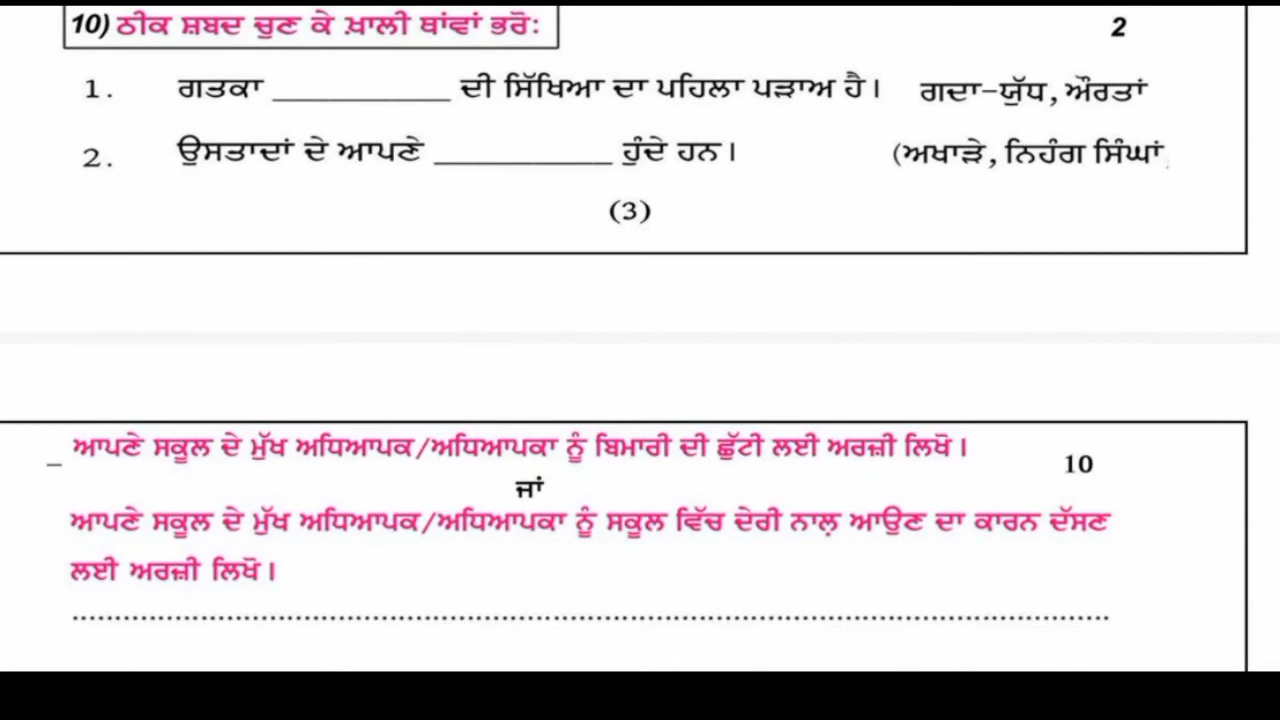 10) ਠੀਕ ਸ਼ਬਦ ਚੁਣ ਕੇ ਖ਼ਾਲੀ ਥਾਂਵਾਂ ਭਰੋ: 2
1. ਗਤਕਾ ____________ ਦੀ ਸਿੱਖਿਆ ਦਾ ਪਹਿਲਾ ਪੜਾਅ ਹੈ। ਗਦਾ-ਯੁੱਧ, ਔਰਤਾਂ
2. ਉਸਤਾਦਾਂ ਦੇ ਆਪਣੇ ____________ ਹੁੰਦੇ ਹਨ। (ਅਖਾੜੇ, ਨਿਹੰਗ ਸਿੰਘਾਂ
(3)
_ ਆਪਣੇ ਸਕੂਲ ਦੇ ਮੁੱਖ ਅਧਿਆਪਕ/ਅਧਿਆਪਕਾ ਨੂੰ ਬਿਮਾਰੀ ਦੀ ਛੁੱਟੀ ਲਈ ਅਰਜ਼ੀ ਲਿਖੋ। 10
ਜਾਂ
ਆਪਣੇ ਸਕੂਲ ਦੇ ਮੁੱਖ ਅਧਿਆਪਕ/ਅਧਿਆਪਕਾ ਨੂੰ ਸਕੂਲ ਵਿੱਚ ਦੇਰੀ ਨਾਲ਼ ਆਉਣ ਦਾ ਕਾਰਨ ਦੱਸਣ
ਲਈ ਅਰਜ਼ੀ ਲਿਖੋ।
........................................................................................................................